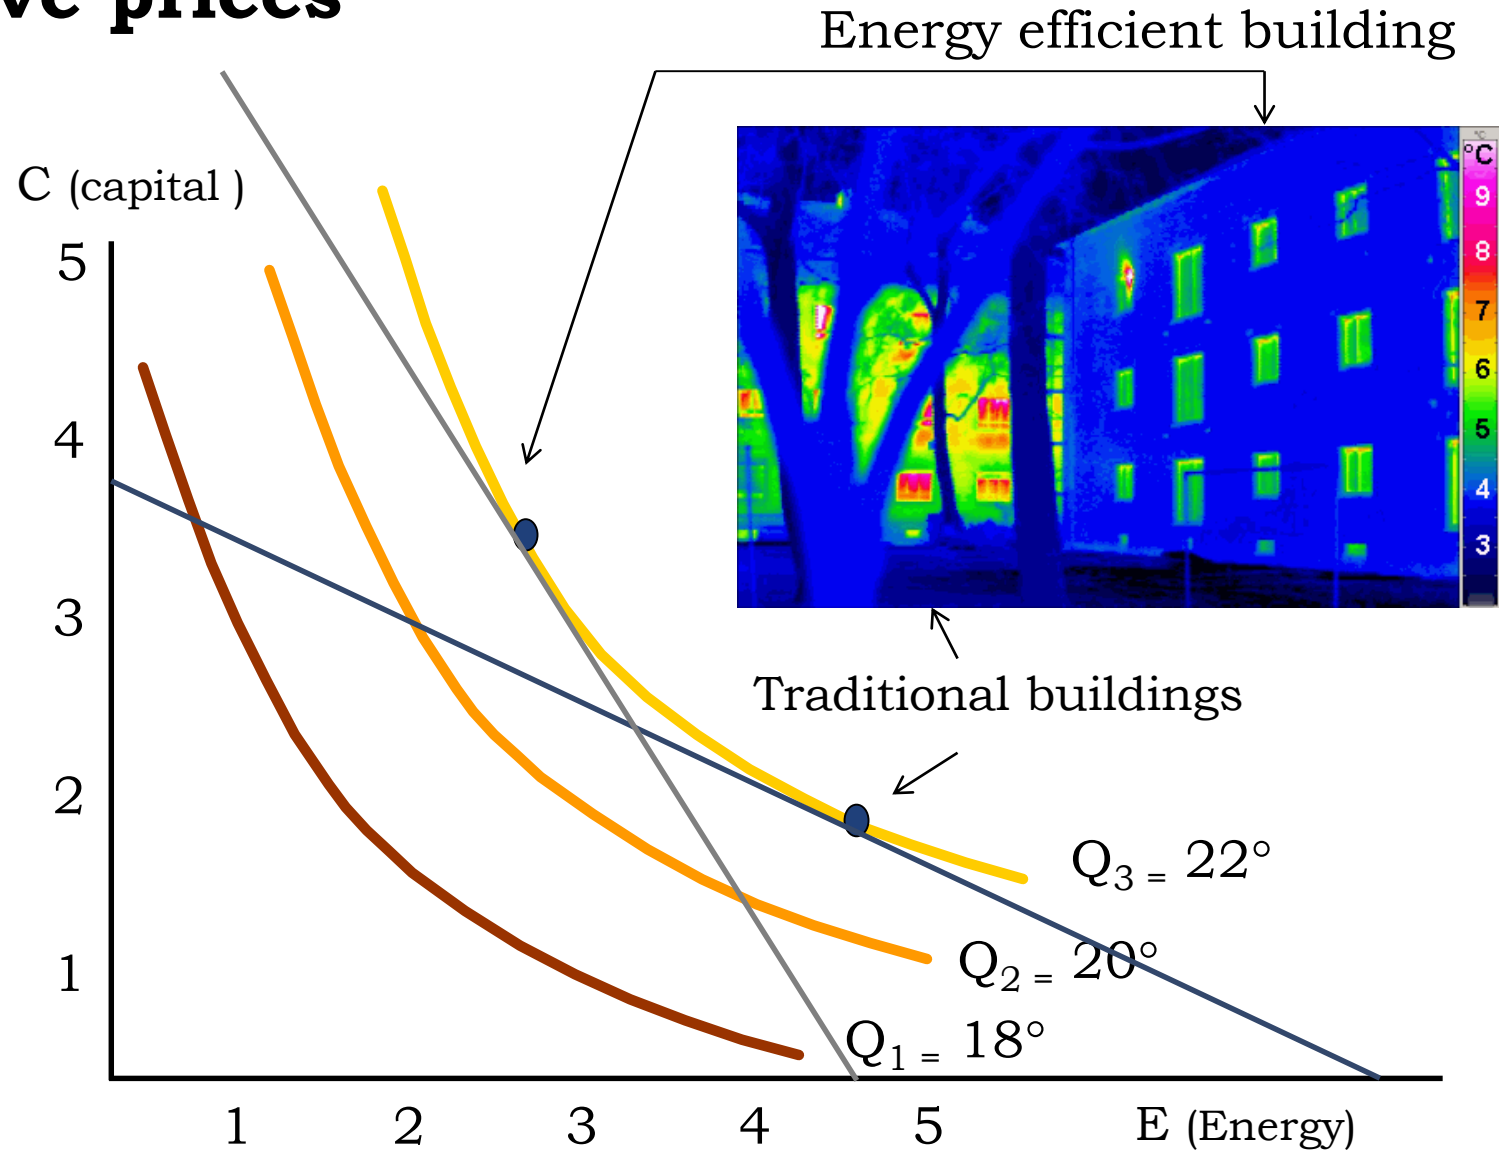 prices
Energy efficient building
C (capital )
°C
9
8
7
6
5
4
3
5
4
3
2
1
Traditional buildings
Q3 = 22°
Q2 = 20°
Q1 = 18°
1 2 3 4 5 E (Energy)